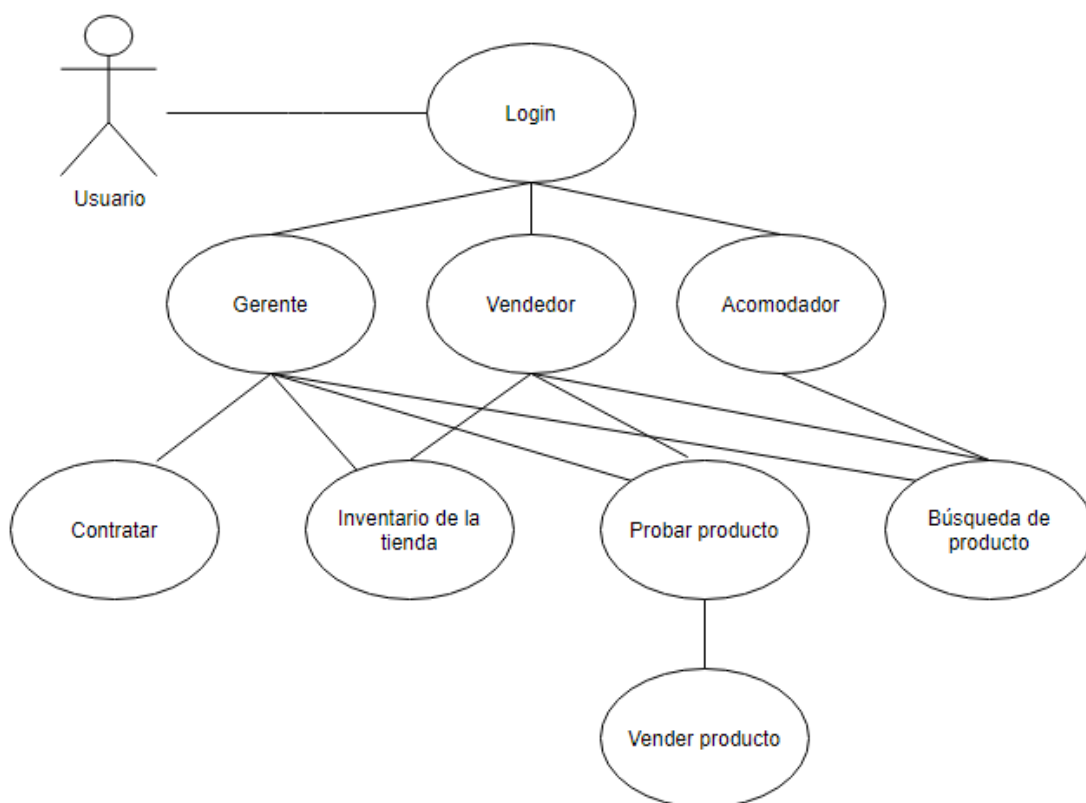 Login
Usuario
Gerente
Vendedor
Acomodador
Contratar
Inventario de la
tienda
Probar producto
Búsqueda de
producto
Vender producto